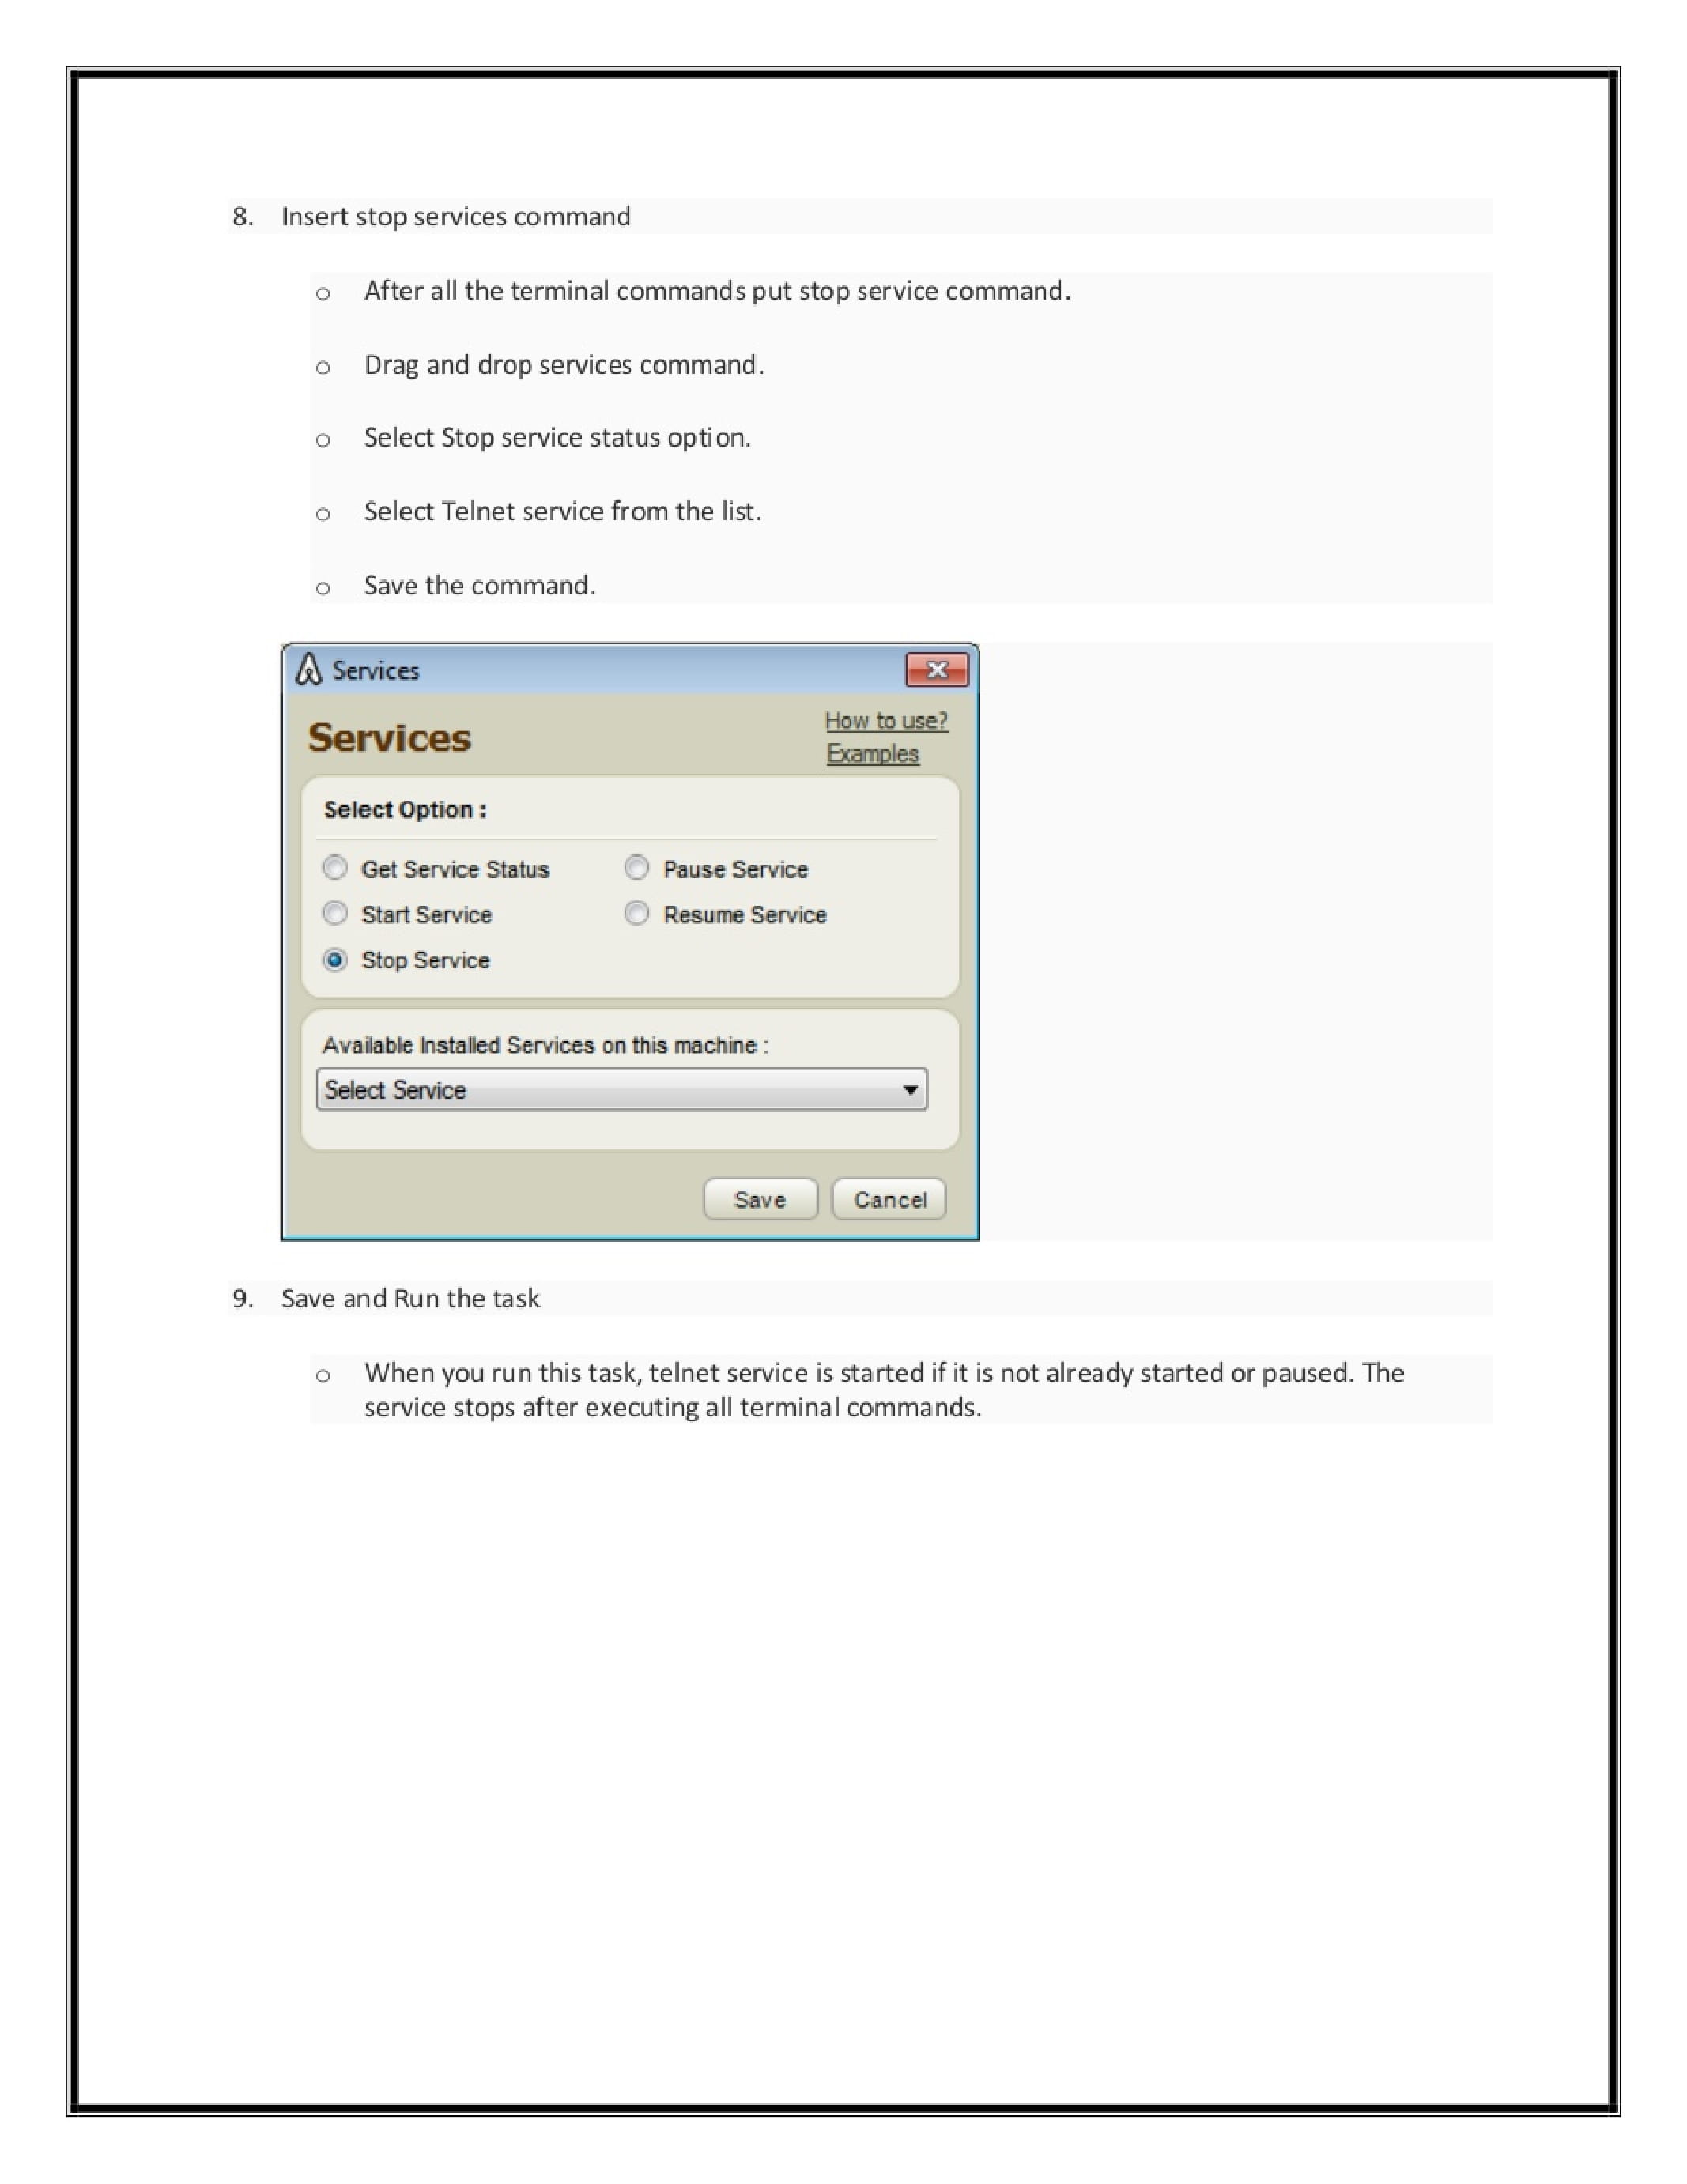 8. Insert stop services command
o After all the terminal commands put stop service command.
o Drag and drop services command.
o Select Stop service status option.
o Select Telnet service from the list.
o Save the command.
Services
Services
How to use?
Examples
Select Option :
Get Service Status
Pause Service
Start Service
Resume Service
Stop Service
Available Installed Services on this machine :
Select Service
Save
Cancel
9. Save and Run the task
o When you run this task, telnet service is started if it is not already started or paused. The
service stops after executing all terminal commands.